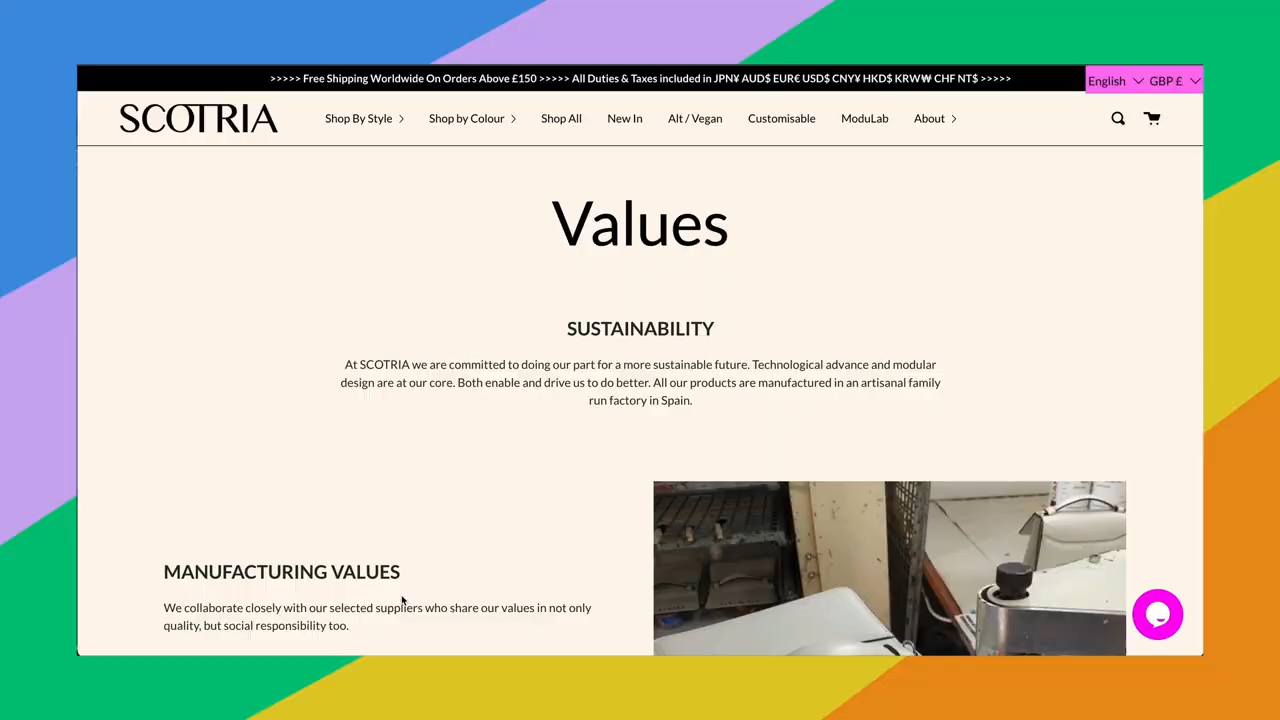 >>>>> Free Shipping Worldwide On Orders Above £150 >>>>> All Duties & Taxes included in JPN¥ AUD$ EUR€ USD$ CNY¥ HKD$ KRW₩ CHF NT$ >>>>>
English GBP £
SCOTRIA
Shop By Style Shop by Colour Shop All New In Alt / Vegan Customisable ModuLab About
Values
SUSTAINABILITY
At SCOTRIA we are committed to doing our part for a more sustainable future. Technological advance and modular
design are at our core. Both enable and drive us to do better. All our products are manufactured in an artisanal family
run factory in Spain.
MANUFACTURING VALUES
We collaborate closely with our selected suppliers who share our values in not only
quality, but social responsibility too.